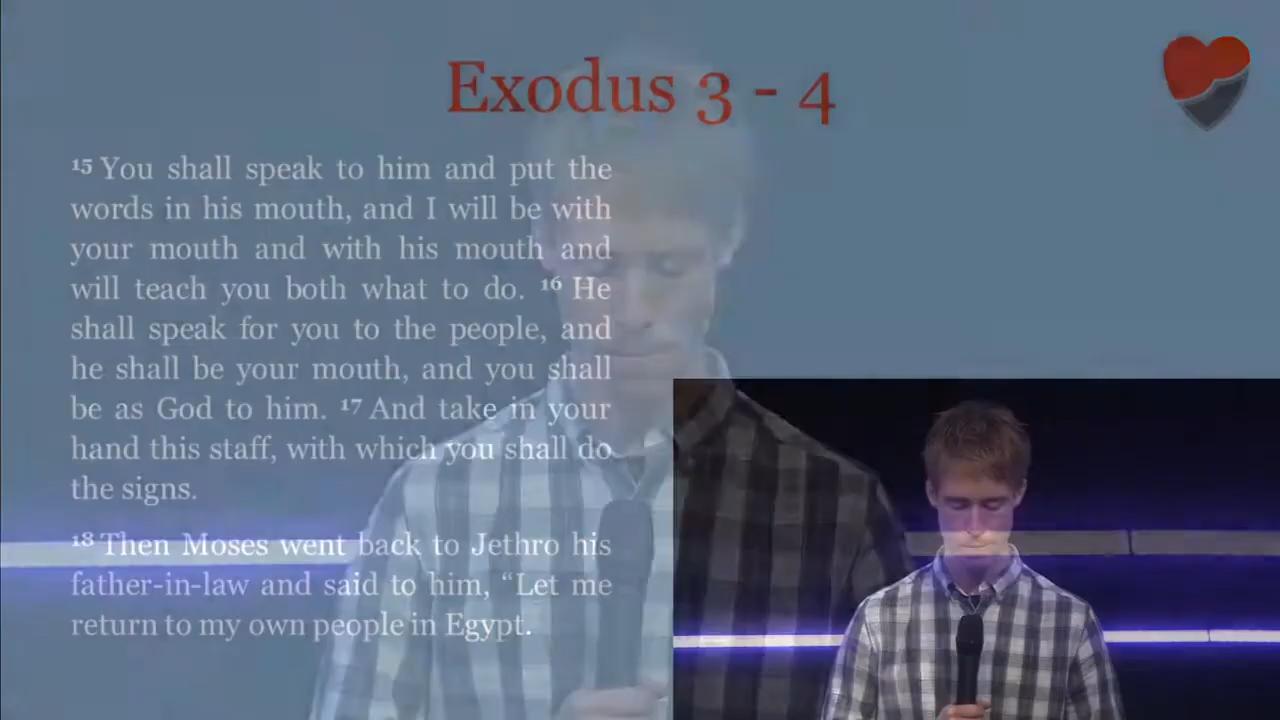 Exodus 3 - 4
15 You shall speak to him and put the
words in his mouth, and I will be with
your mouth and with his mouth and
will teach you both what to do. 16 He
shall speak for you to the people, and
he shall be your mouth, and you shall
be as God to him. 17 And take in your
hand this staff, with which you shall do
the signs.
18 Then Moses went back to Jethro his
father-in-law and said to him, “Let me
return to my own people in Egypt.